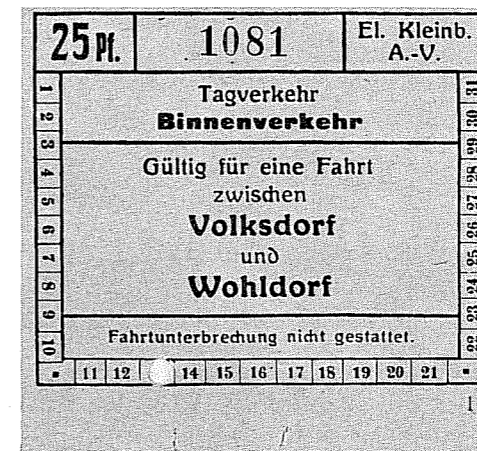 25 Pf.
1081
El. Kleinb.
A.-V.
Tagverkehr
Binnenverkehr
Gültig für eine Fahrt
zwischen
Volksdorf
und
Wohldorf
Fahrtunterbrechung nicht gestattet.
1 2 3 4 5 6 7 8 9 10
11 12 14 15 16 17 18 19 20 21
22 23 24 25 26 27 28 29 30 31
1